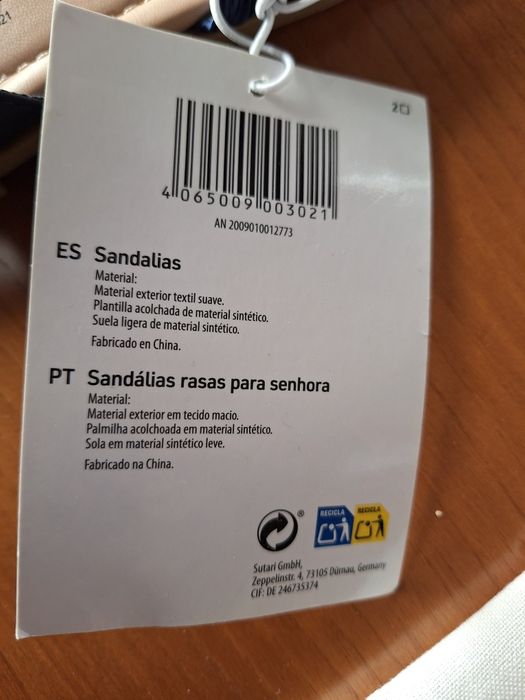 21
2
4 065009 003021
AN 2009010012773
ES Sandalias
Material:
Material exterior textil suave.
Plantilla acolchada de material sintético.
Suela ligera de material sintético.
Fabricado en China.
PT Sandálias rasas para senhora
Material:
Material exterior em tecido macio.
Palmilha acolchoada em material sintético.
Sola em material sintético leve.
Fabricado na China.
®
RECICLA RECICLA
Sutari GmbH,
Zeppelinstr. 4, 73105 Dürnau, Germany
CIF: DE 246735374